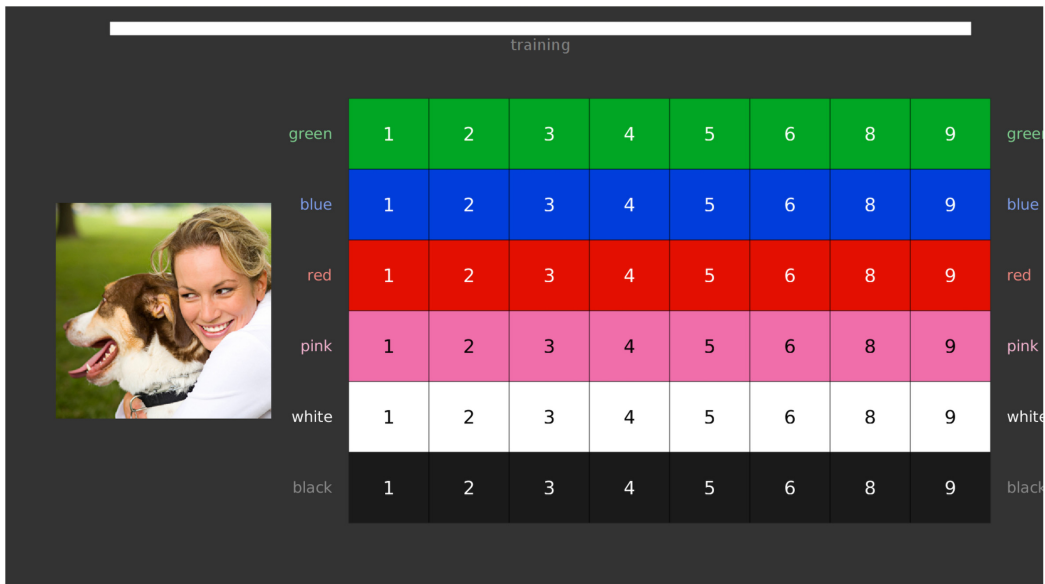 training
green 1 2 3 4 5 6 8 9 gree
blue 1 2 3 4 5 6 8 9 blue
red 1 2 3 4 5 6 8 9 red
pink 1 2 3 4 5 6 8 9 pink
white 1 2 3 4 5 6 8 9 white
black 1 2 3 4 5 6 8 9 black